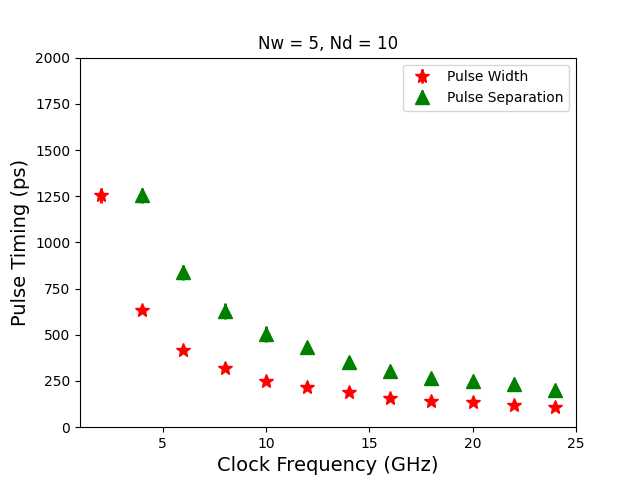 Nw = 5, Nd = 10
Pulse Width
Pulse Separation
Pulse Timing (ps)
2000
1750
1500
1250
1000
750
500
250
0
5
10
15
20
25
Clock Frequency (GHz)